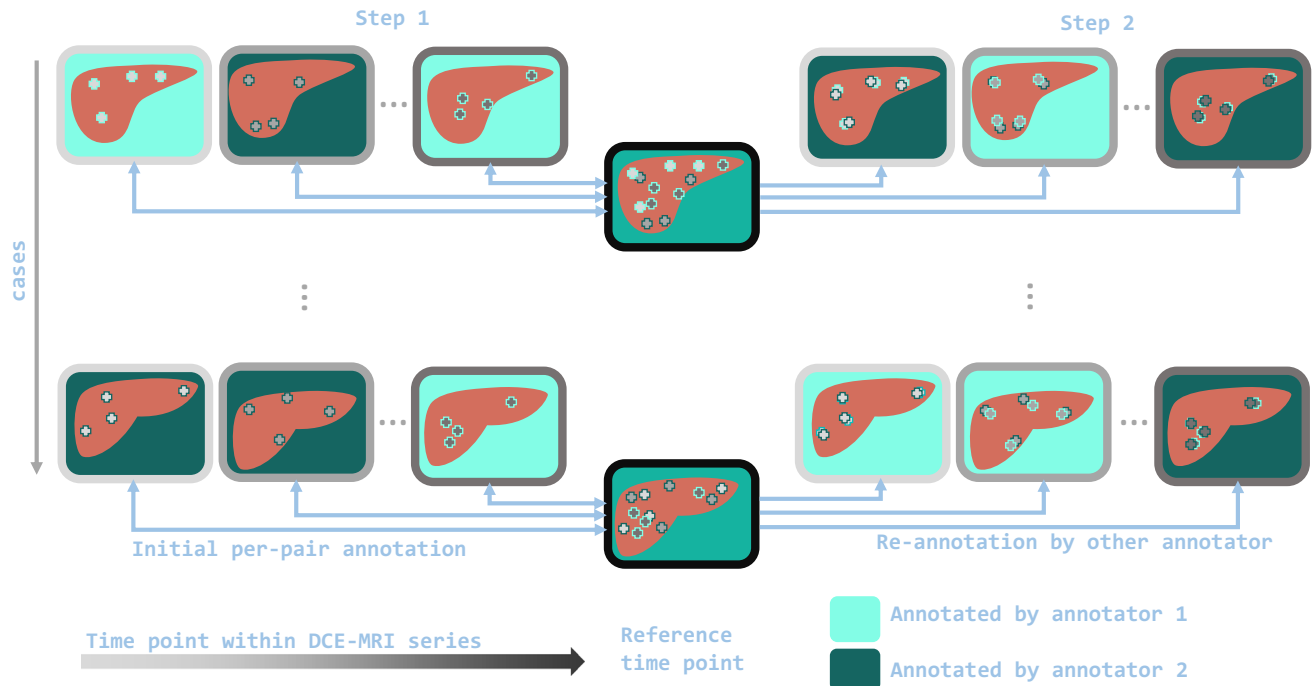 Step 1
Step 2
cases
Initial per-pair annotation
Re-annotation by other annotator
Time point within DCE-MRI series
Reference
time point
Annotated by annotator 1
Annotated by annotator 2